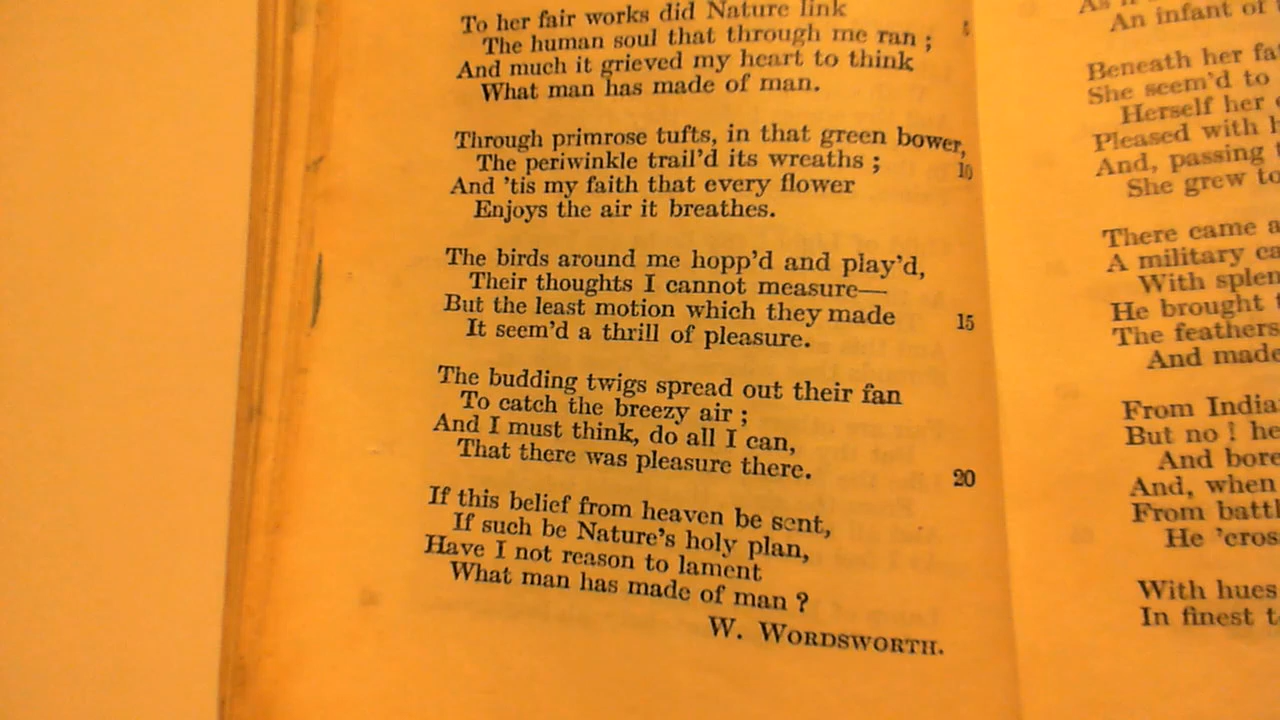 To her fair works did Nature link
The human soul that through me ran ;
And much it grieved my heart to think
What man has made of man.
Through primrose tufts, in that green bower,
The periwinkle trail'd its wreaths ;
10
And 'tis my faith that every flower
Enjoys the air it breathes.
The birds around me hopp'd and play'd,
Their thoughts I cannot measure—
But the least motion which they made
15
It seem'd a thrill of pleasure.
The budding twigs spread out their fan
To catch the breezy air ;
And I must think, do all I can,
That there was pleasure there.
20
If this belief from heaven be sent,
If such be Nature's holy plan,
Have I not reason to lament
What man has made of man ?
W. WORDSWORTH.
An infant of
Beneath her fa
She seem'd to
Herself her
Pleased with
And, passing
She grew to
There came a
A military ca
With splen
He brought
The feathers
And made
From India
But no ! he
And bore
And, when
From battl
He 'cros
With hues
In finest t